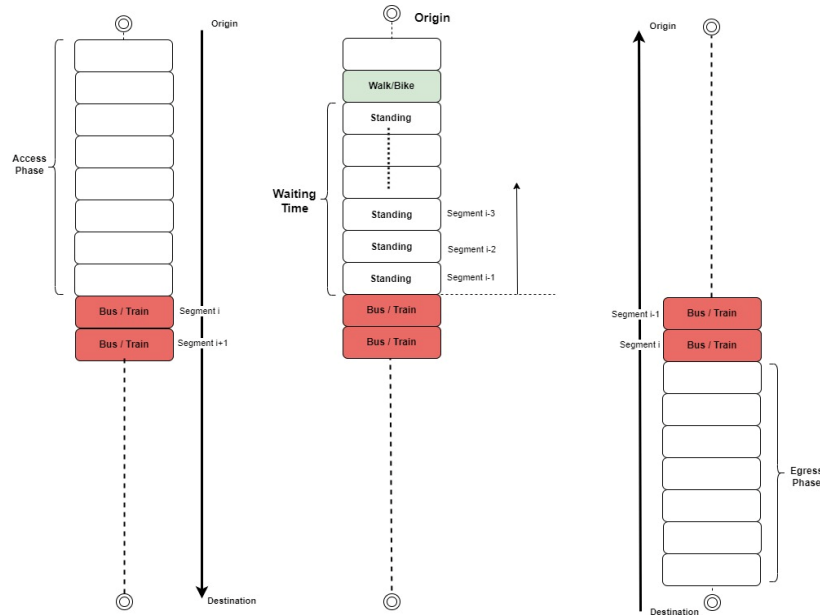 Origin
Access
Phase
Bus / Train
Segment i
Bus / Train
Segment i+1
Destination
Origin
Walk/Bike
Standing
Waiting
Time
Standing
Segment i-3
Standing
Segment i-2
Standing
Segment i-1
Bus / Train
Bus / Train
Origin
Segment i-1
Bus / Train
Segment i
Bus / Train
Egress
Phase
Destination